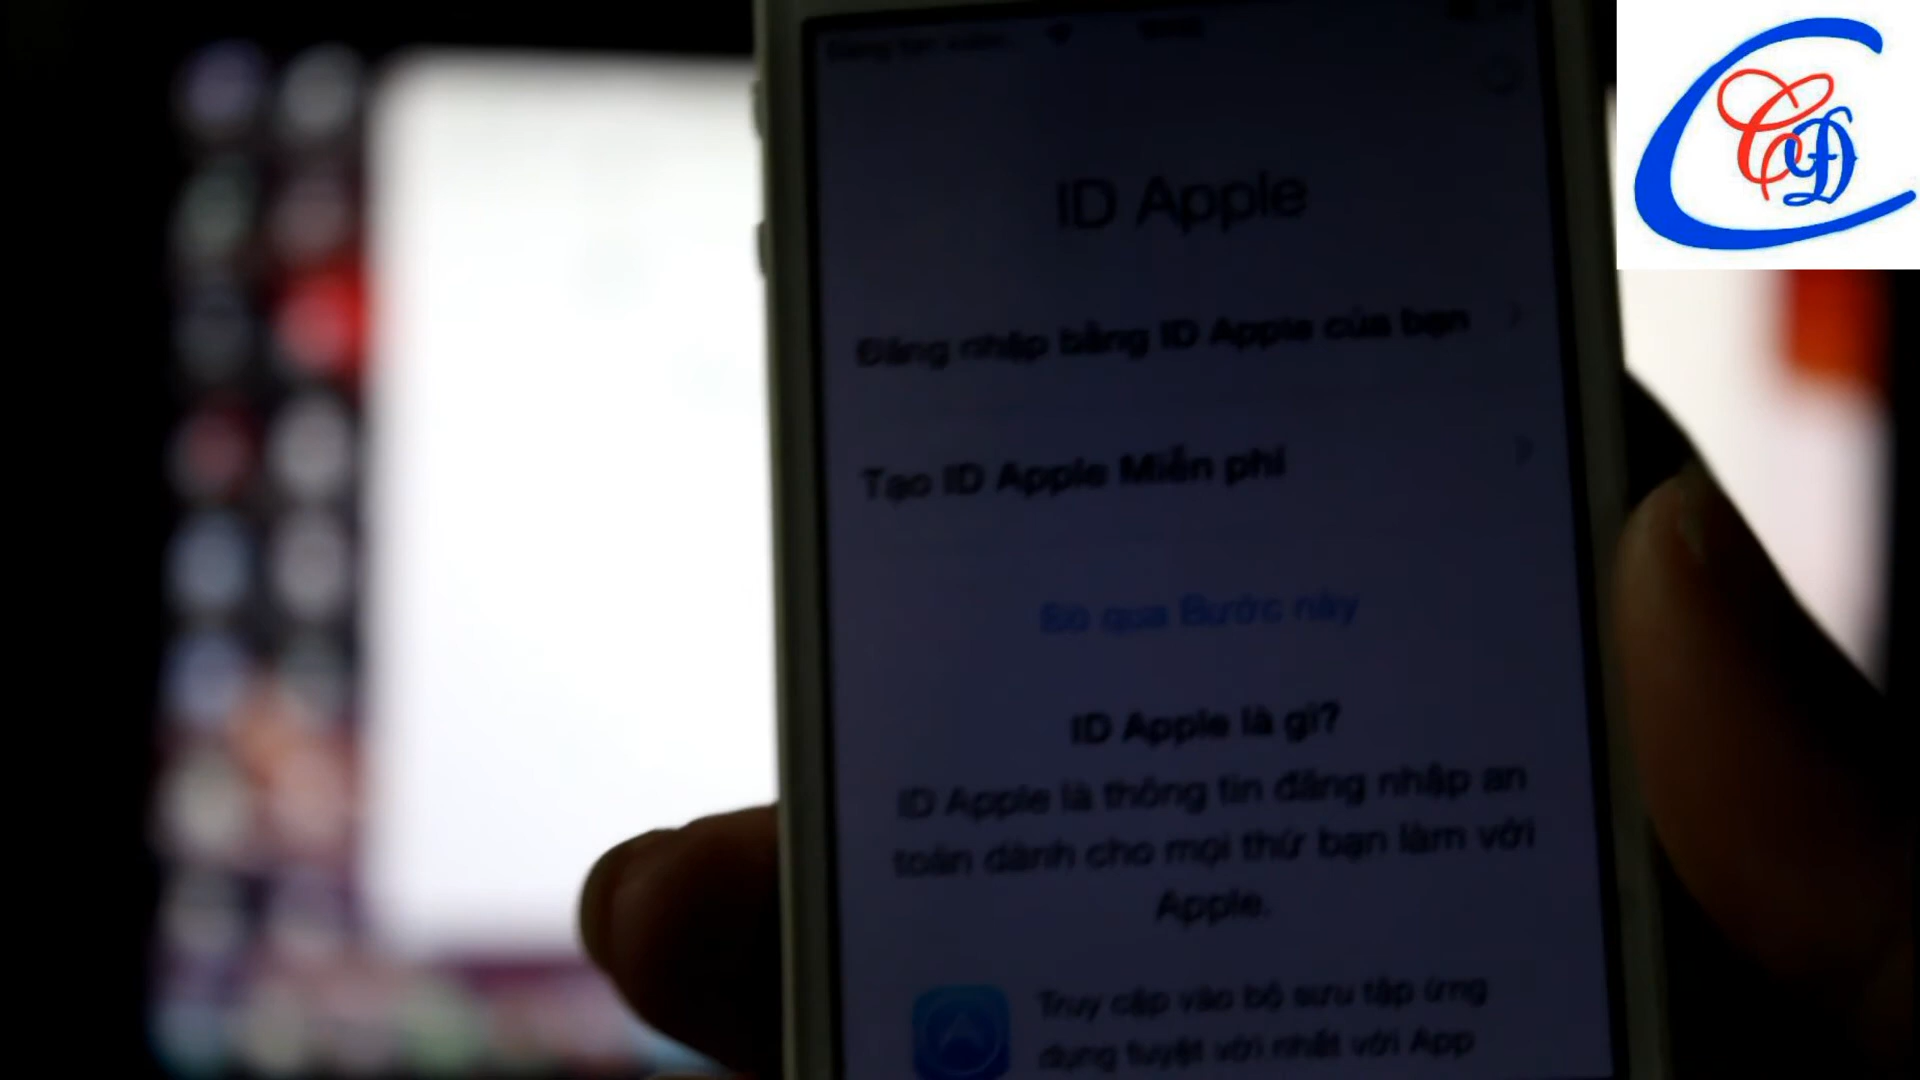 ID Apple
Đăng nhập bằng ID Apple của bạn
Tạo ID Apple Miễn phí
Bỏ qua Bước này
ID Apple là gì?
ID Apple là thông tin đăng nhập an
toàn dành cho mọi thứ bạn làm với
Apple.
Truy cập vào bộ sưu tập ứng
dụng tuyệt vời nhất với App